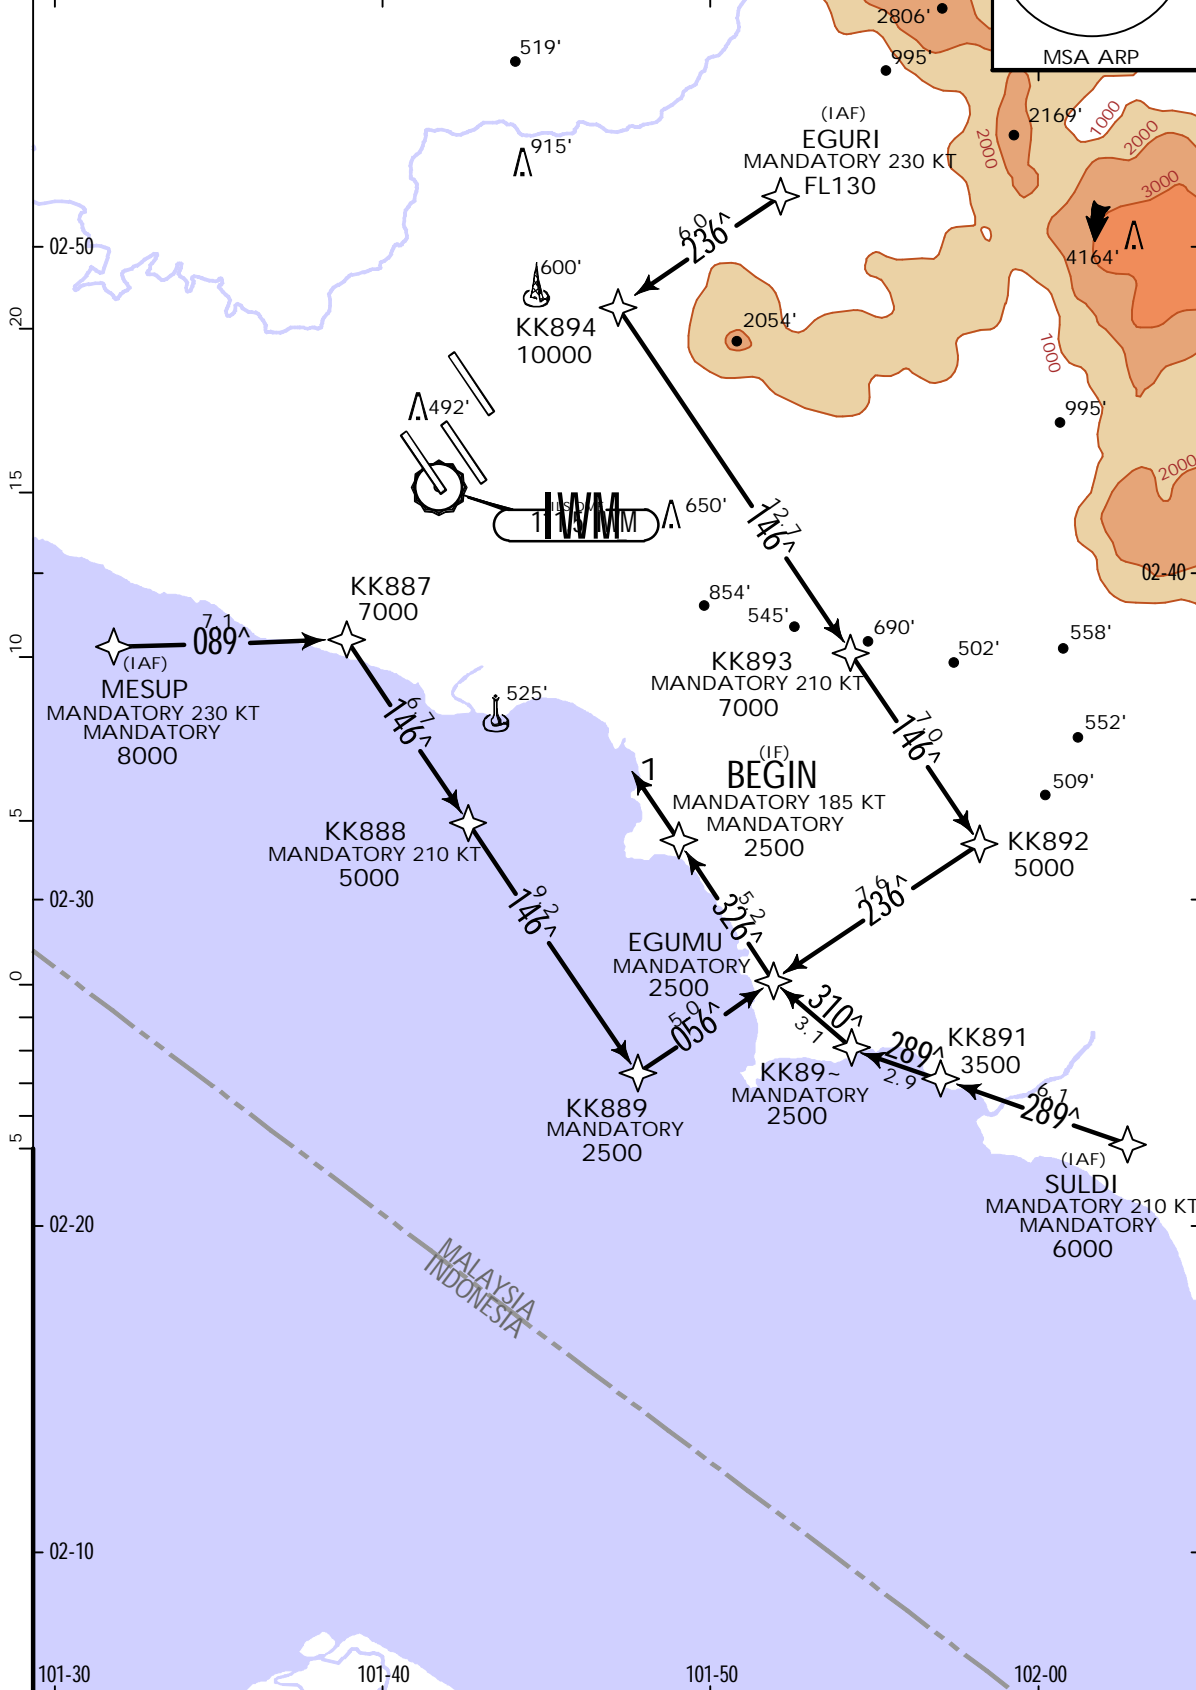 2806'
MSA ARP
519'
995'
2169'
1000
2000
2000
3000
915'
(IAF)
EGURI
MANDATORY 230 KT
FL130
6.0
236^
02-50
4164'
600'
KK894
10000
2054'
20
1000
492'
995'
2000
15
ILS DME
IWMM
650'
12.7
146^
02-40
KK887
7000
854'
545'
690'
502'
558'
7.1
089^
10
(IAF)
MESUP
MANDATORY 230 KT
MANDATORY
8000
KK893
MANDATORY 210 KT
7000
525'
6.7
146^
7.0
146^
552'
1
(IF)
BEGIN
MANDATORY 185 KT
MANDATORY
2500
509'
5
KK888
MANDATORY 210 KT
5000
KK892
5000
02-30
9.2
146^
5.2
326^
7.6
236^
EGUMU
MANDATORY
2500
0
5.0
056^
310^
3.1
289^
2.9
KK891
3500
KK89~
MANDATORY
2500
6.1
289^
KK889
MANDATORY
2500
5
(IAF)
SULDI
MANDATORY 210 KT
MANDATORY
6000
02-20
MALAYSIA
INDONESIA
02-10
101-30
101-40
101-50
102-00